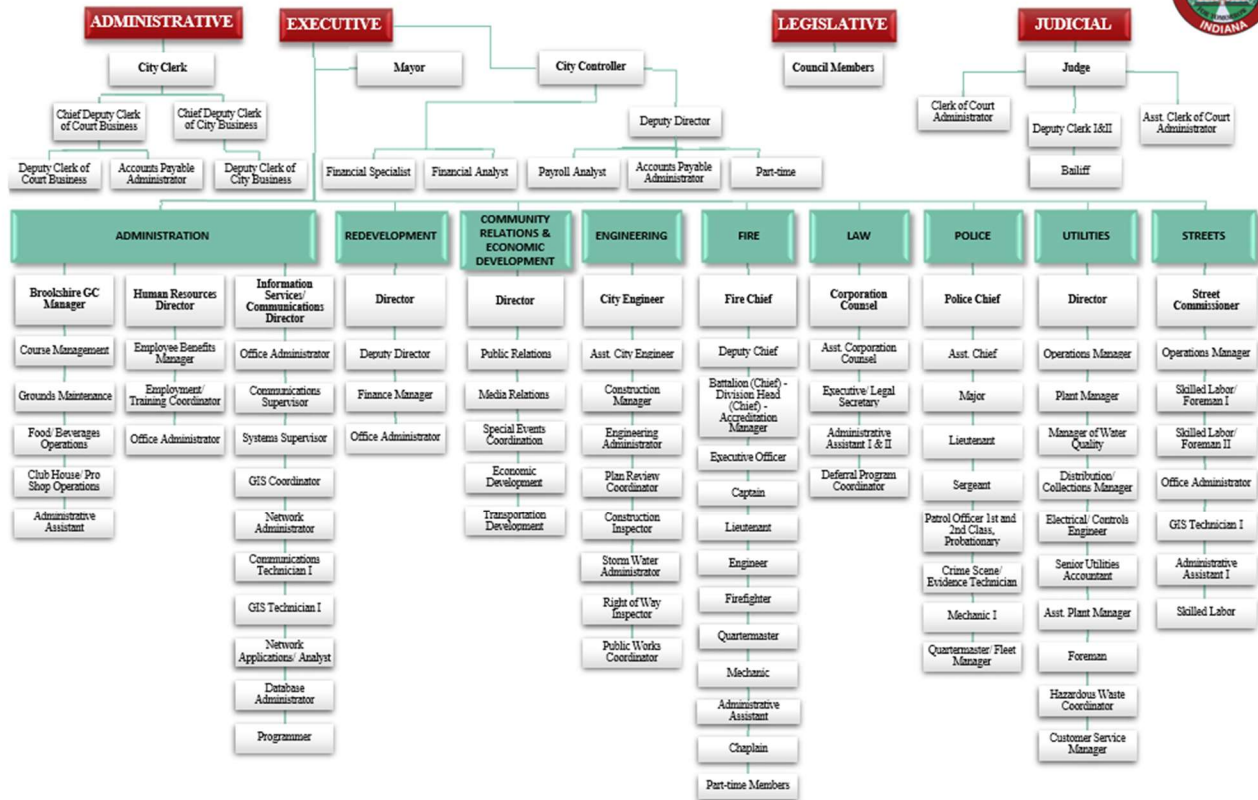 ADMINISTRATIVE
EXECUTIVE
LEGISLATIVE
JUDICIAL
INDIANA
City Clerk
Mayor
City Controller
Council Members
Judge
Chief Deputy Clerk
of Court Business
Chief Deputy Clerk
of City Business
Deputy Director
Clerk of Court
Administrator
Deputy Clerk I&II
Asst. Clerk of Court
Administrator
Deputy Clerk of
Court Business
Accounts Payable
Administrator
Deputy Clerk of
City Business
Financial Specialist
Financial Analyst
Payroll Analyst
Accounts Payable
Administrator
Part-time
Bailiff
ADMINISTRATION
REDEVELOPMENT
COMMUNITY
RELATIONS &
ECONOMIC
DEVELOPMENT
ENGINEERING
FIRE
LAW
POLICE
UTILITIES
STREETS
Brookshire GC
Manager
Course Management
Grounds Maintenance
Food/ Beverages
Operations
Club House/ Pro
Shop Operations
Administrative
Assistant
Human Resources
Director
Employee Benefits
Manager
Employment/
Training Coordinator
Office Administrator
Information
Services/
Communications
Director
Office Administrator
Communications
Supervisor
Systems Supervisor
GIS Coordinator
Network
Administrator
Communications
Technician I
GIS Technician I
Network
Applications/ Analyst
Database
Administrator
Programmer
Director
Deputy Director
Finance Manager
Office Administrator
Director
Public Relations
Media Relations
Special Events
Coordination
Economic
Development
Transportation
Development
City Engineer
Asst. City Engineer
Construction
Manager
Engineering
Administrator
Plan Review
Coordinator
Construction
Inspector
Storm Water
Administrator
Right of Way
Inspector
Public Works
Coordinator
Fire Chief
Deputy Chief
Battalion (Chief) -
Division Head
(Chief) -
Accreditation
Manager
Executive Officer
Captain
Lieutenant
Engineer
Firefighter
Quartermaster
Mechanic
Administrative
Assistant
Chaplain
Part-time Members
Corporation
Counsel
Asst. Corporation
Counsel
Executive/ Legal
Secretary
Administrative
Assistant I & II
Deferral Program
Coordinator
Police Chief
Asst. Chief
Major
Lieutenant
Sergeant
Patrol Officer 1st and
2nd Class,
Probationary
Crime Scene/
Evidence Technician
Mechanic I
Quartermaster/ Fleet
Manager
Director
Operations Manager
Plant Manager
Manager of Water
Quality
Distribution/
Collections Manager
Electrical/ Controls
Engineer
Senior Utilities
Accountant
Asst. Plant Manager
Foreman
Hazardous Waste
Coordinator
Customer Service
Manager
Street
Commissioner
Operations Manager
Skilled Labor/
Foreman I
Skilled Labor/
Foreman II
Office Administrator
GIS Technician I
Administrative
Assistant I
Skilled Labor